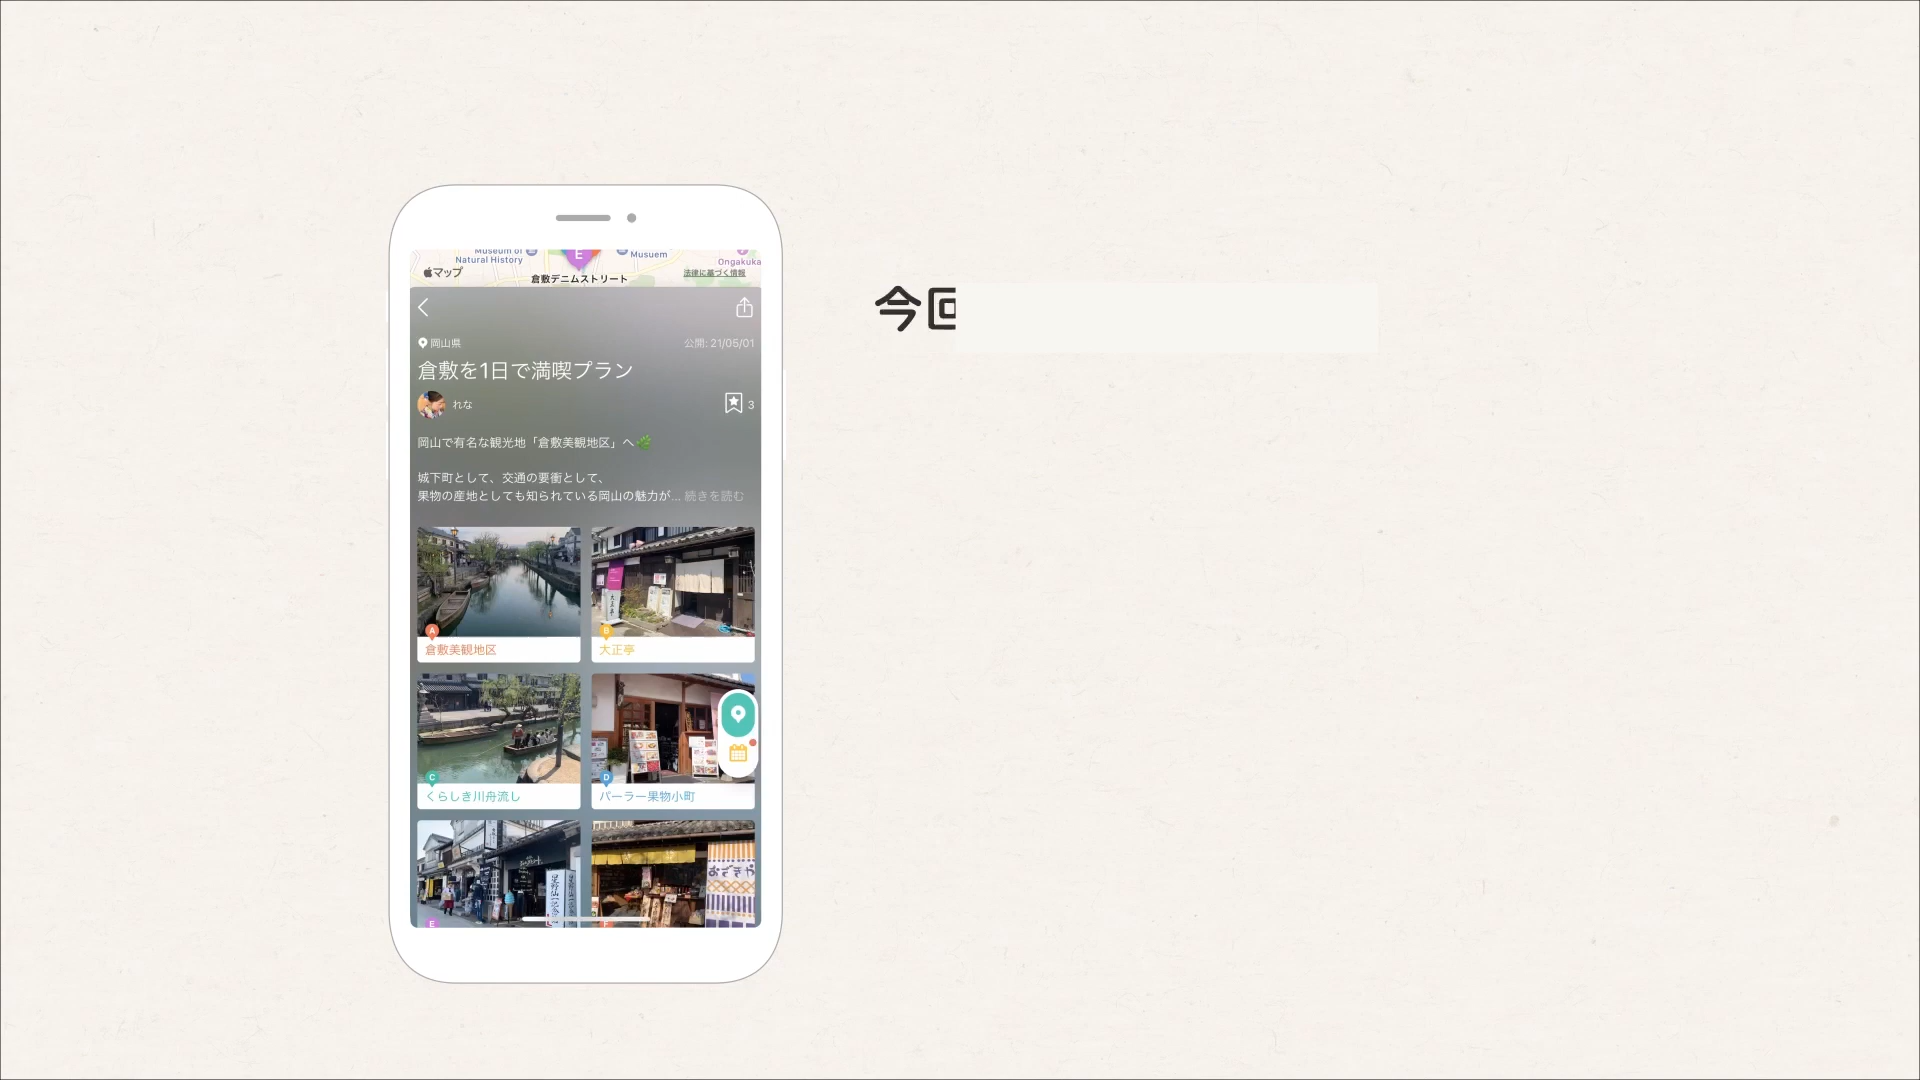 Museum of
Natural History
E
Musuem
Ongakuka
マップ
倉敷デニムストリート
法律に基づく情報
岡山県
公開: 21/05/01
倉敷を1日で満喫プラン
れな
3
岡山で有名な観光地「倉敷美観地区」へ
城下町として、交通の要衝として、
果物の産地としても知られている岡山の魅力が... 続きを読む
A
倉敷美観地区
B
大正亭
C
くらしき川舟流し
D
パーラー果物小町
E
F
おごぎや
今